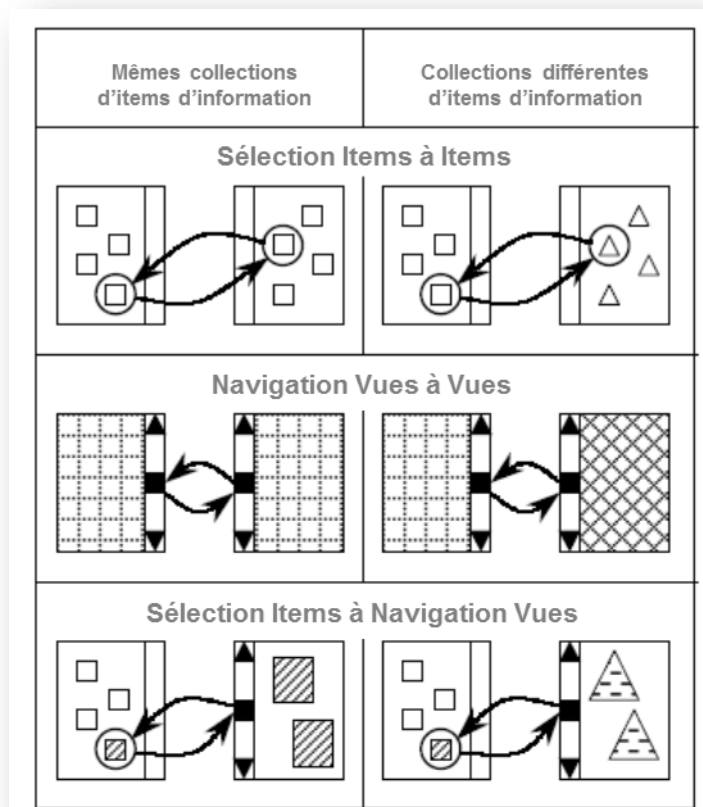 Mêmes collections
d'items d'information
Collections différentes
d'items d'information
Sélection Items à Items
Navigation Vues à Vues
Sélection Items à Navigation Vues